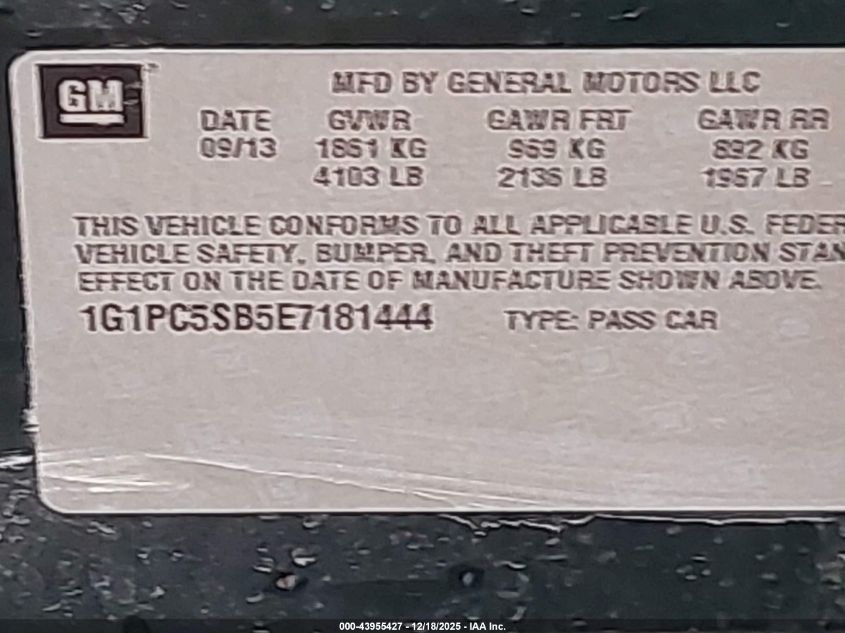 GM
MFD BY GENERAL MOTORS LLC
DATE GVWR GAWR FRT GAWR RR
09/13 1861 KG 969 KG 892 KG
4103 LB 2136 LB 1967 LB
THIS VEHICLE CONFORMS TO ALL APPLICABLE U.S. FEDER
VEHICLE SAFETY, BUMPER, AND THEFT PREVENTION STAN
EFFECT ON THE DATE OF MANUFACTURE SHOWN ABOVE.
1G1PC5SB5E7181444 TYPE: PASS CAR
000-43955427 - 12/18/2025 - IAA Inc.